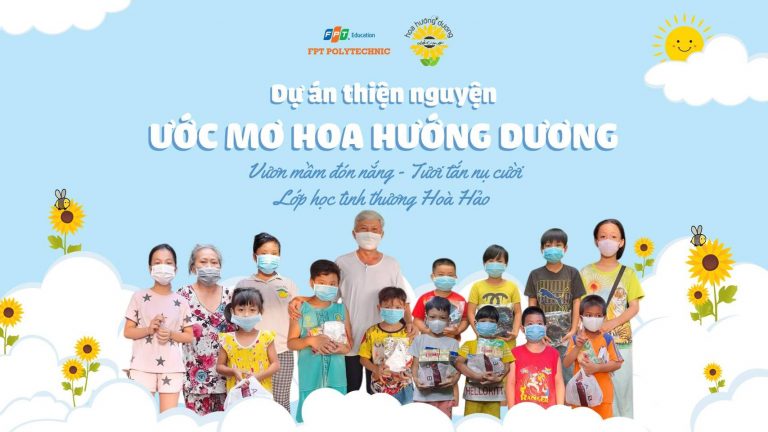 FPT Education
FPT POLYTECHNIC
hoa hướng dương
Dự án thiện nguyện
ƯỚC MƠ HOA HƯỚNG DƯƠNG
Vươn mầm đón nắng - Tươi tắn nụ cười
Lớp học tình thương Hoà Hảo